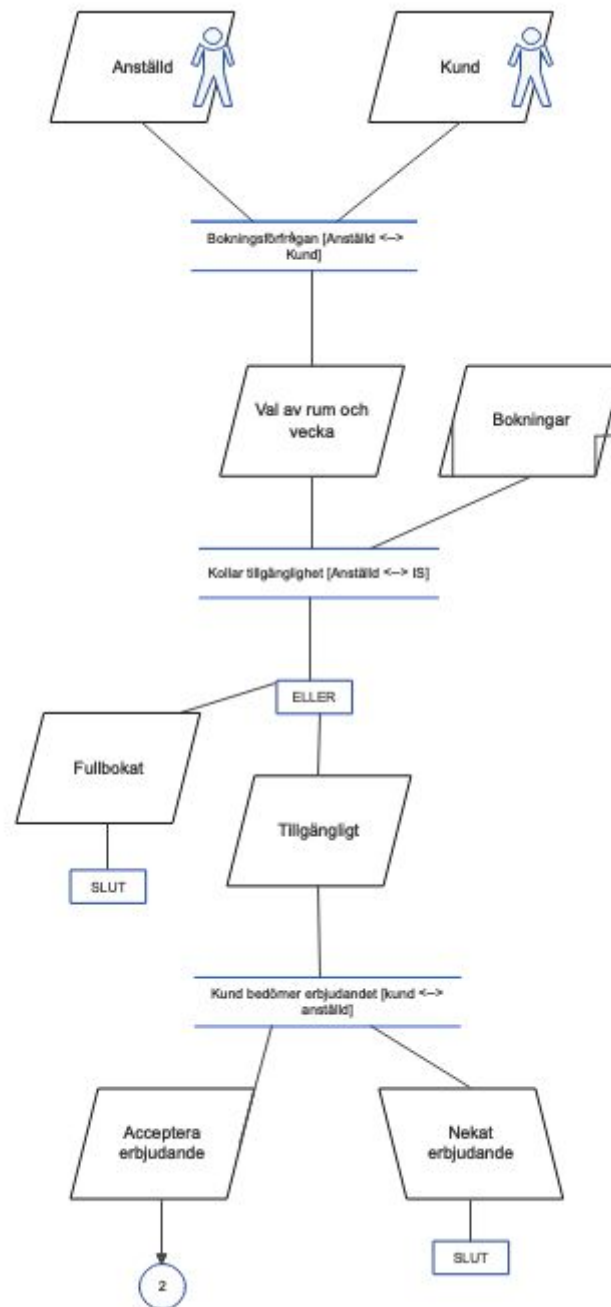 Anställd
Kund
Bokningsförfrågan [Anställd <-->
Kund]
Val av rum och
vecka
Bokningar
Kollar tillgänglighet [Anställd <--> IS]
ELLER
Fullbokat
Tillgängligt
SLUT
Kund bedömer erbjudandet [kund <-->
anställd]
Acceptera
erbjudande
Nekat
erbjudande
SLUT
2